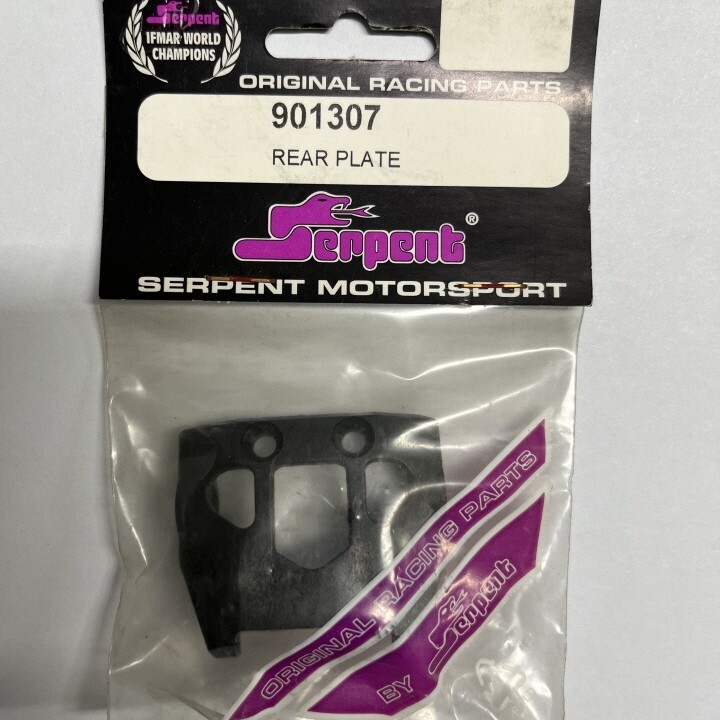 Serpent
IFMAR WORLD
CHAMPIONS
ORIGINAL RACING PARTS
901307
REAR PLATE
Serpent®
SERPENT MOTORSPORT
ORIGINAL RACING PARTS
BY Serpent